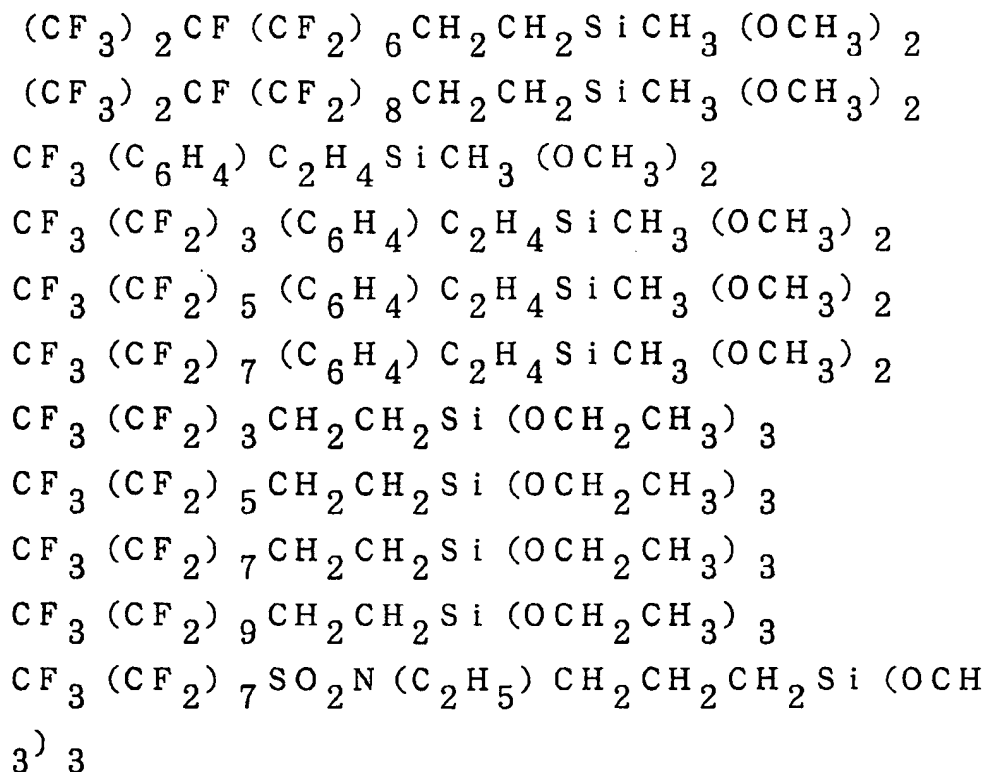 (CF3)2CF(CF2)6CH2CH2SiCH3(OCH3)2
(CF3)2CF(CF2)8CH2CH2SiCH3(OCH3)2
CF3(C6H4)C2H4SiCH3(OCH3)2
CF3(CF2)3(C6H4)C2H4SiCH3(OCH3)2
CF3(CF2)5(C6H4)C2H4SiCH3(OCH3)2
CF3(CF2)7(C6H4)C2H4SiCH3(OCH3)2
CF3(CF2)3CH2CH2Si(OCH2CH3)3
CF3(CF2)5CH2CH2Si(OCH2CH3)3
CF3(CF2)7CH2CH2Si(OCH2CH3)3
CF3(CF2)9CH2CH2Si(OCH2CH3)3
CF3(CF2)7SO2N(C2H5)CH2CH2CH2Si(OCH
3)3